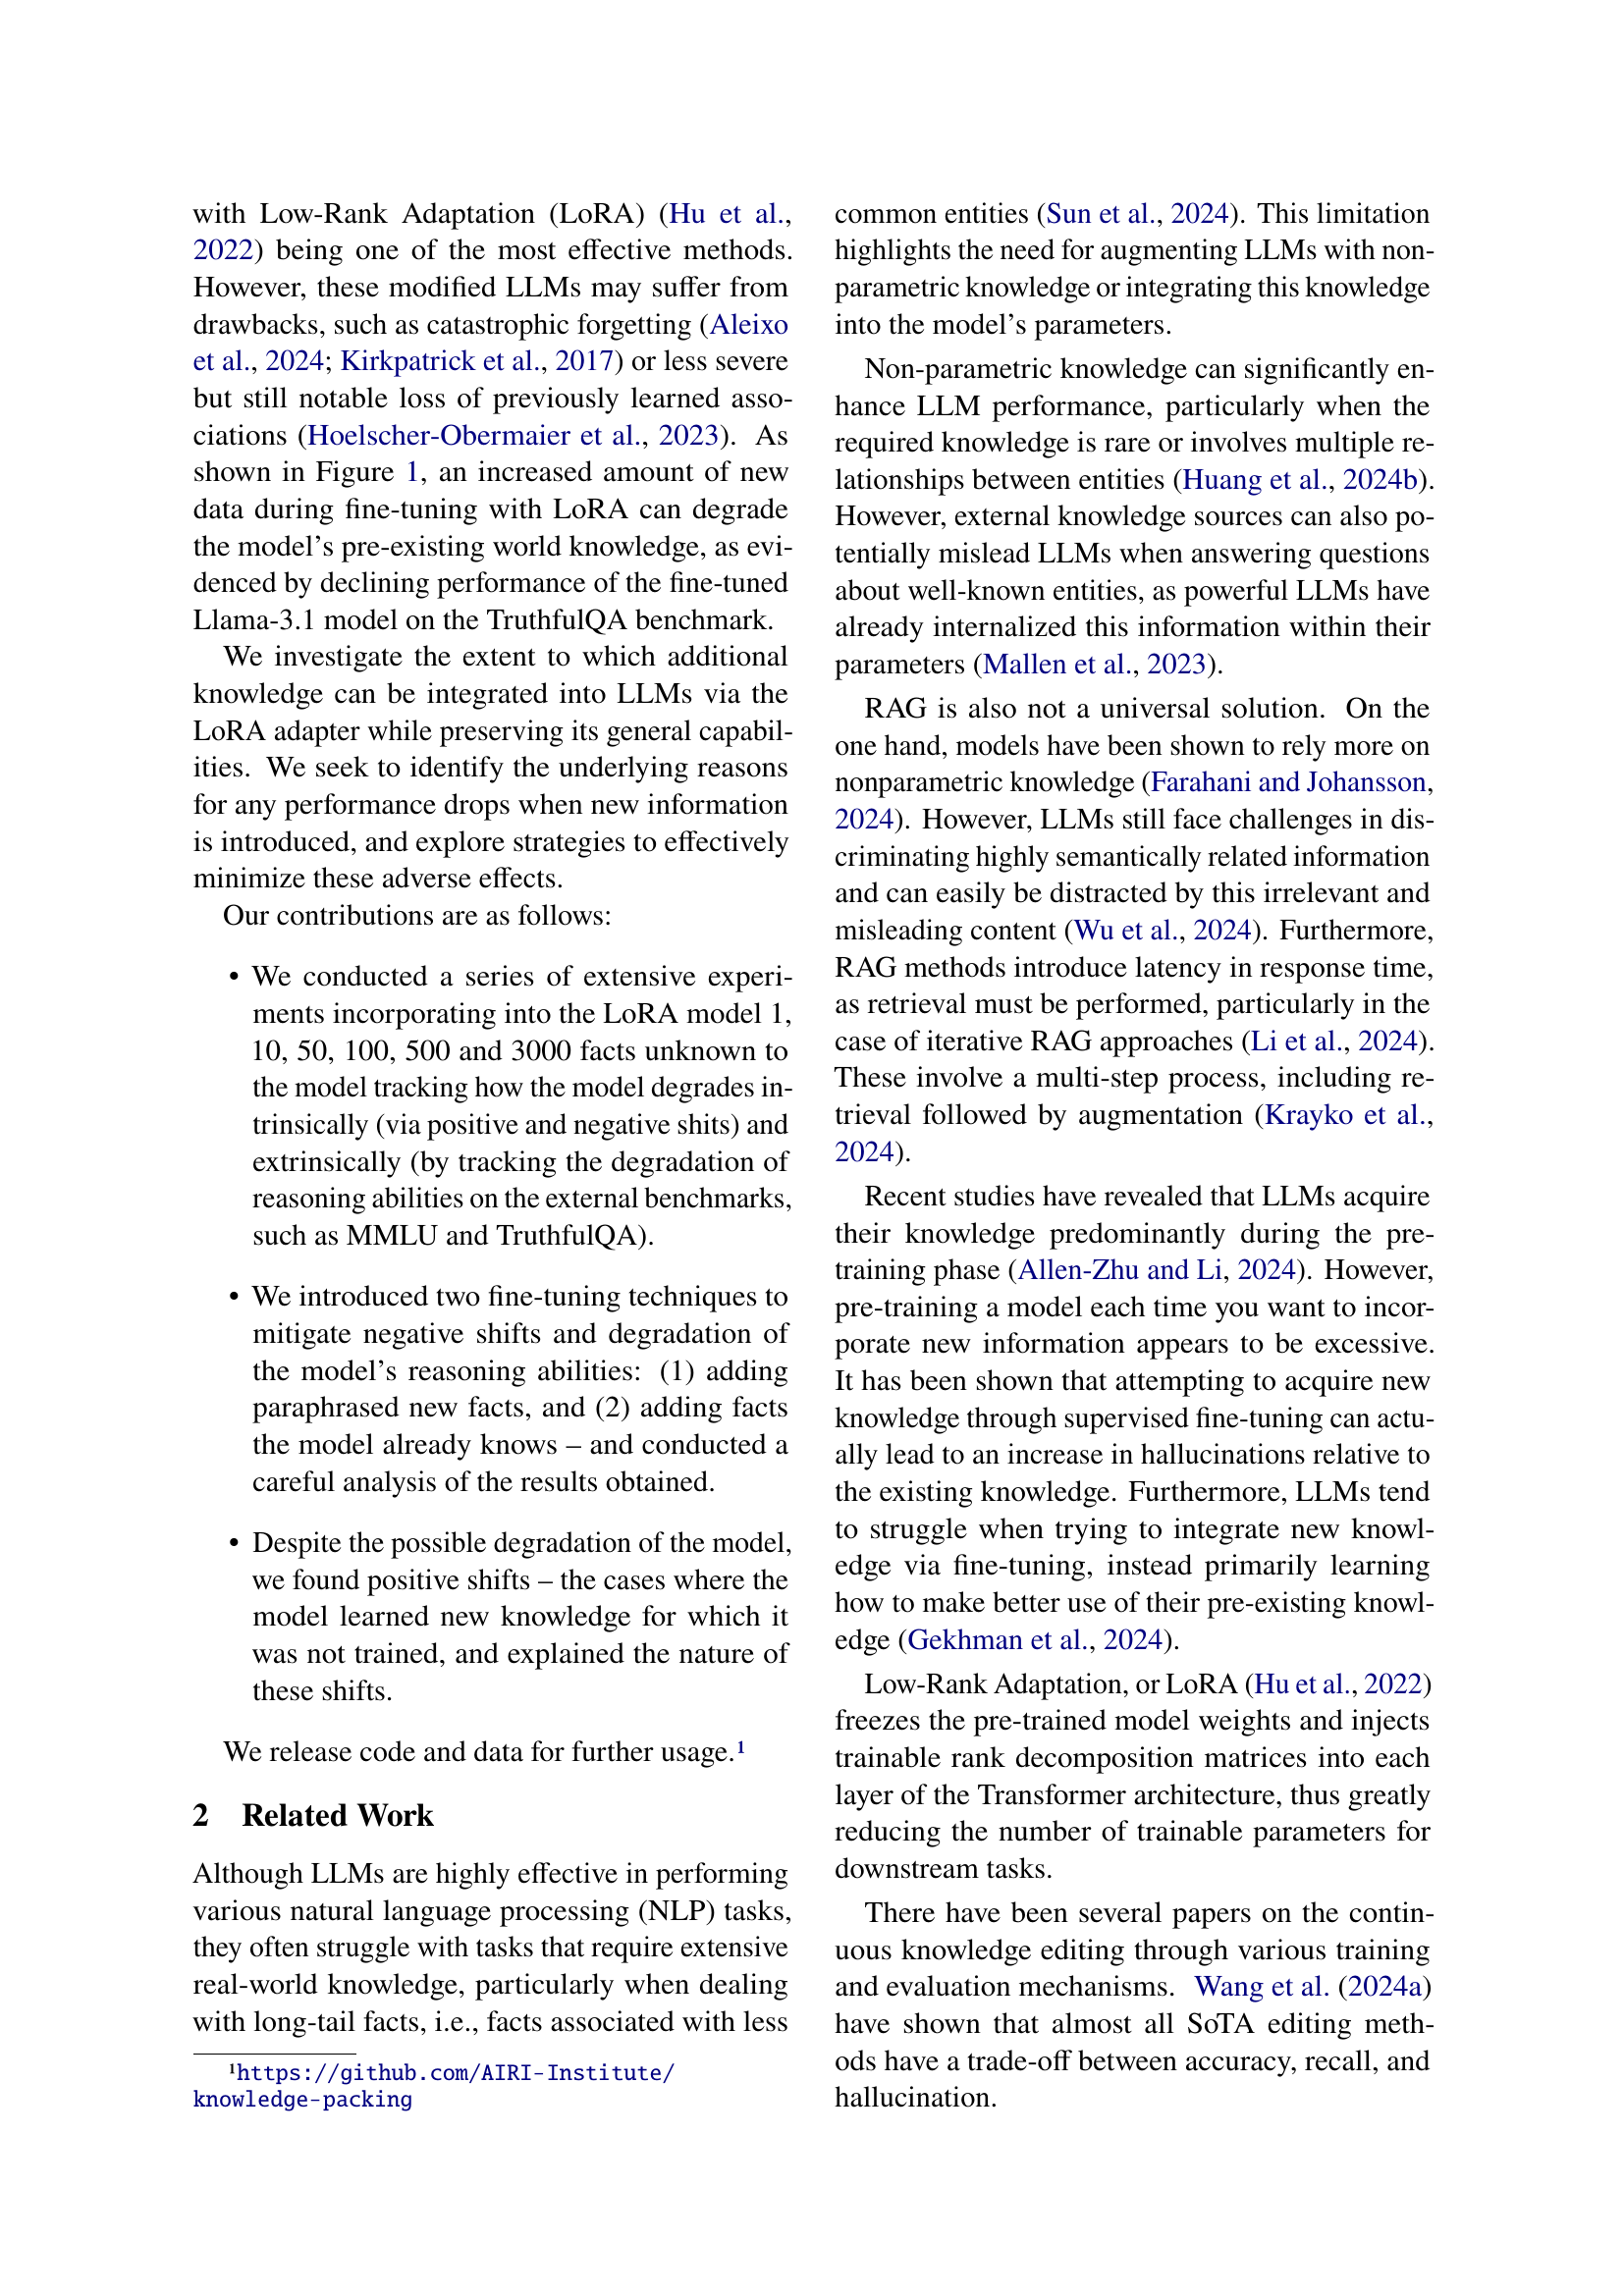 with Low-Rank Adaptation (LoRA) (Hu et al.,
2022) being one of the most effective methods.
However, these modified LLMs may suffer from
drawbacks, such as catastrophic forgetting (Aleixo
et al., 2024; Kirkpatrick et al., 2017) or less severe
but still notable loss of previously learned asso-
ciations (Hoelscher-Obermaier et al., 2023). As
shown in Figure 1, an increased amount of new
data during fine-tuning with LoRA can degrade
the model's pre-existing world knowledge, as evi-
denced by declining performance of the fine-tuned
Llama-3.1 model on the TruthfulQA benchmark.
We investigate the extent to which additional
knowledge can be integrated into LLMs via the
LoRA adapter while preserving its general capabil-
ities. We seek to identify the underlying reasons
for any performance drops when new information
is introduced, and explore strategies to effectively
minimize these adverse effects.
Our contributions are as follows:
• We conducted a series of extensive experi-
ments incorporating into the LoRA model 1,
10, 50, 100, 500 and 3000 facts unknown to
the model tracking how the model degrades in-
trinsically (via positive and negative shits) and
extrinsically (by tracking the degradation of
reasoning abilities on the external benchmarks,
such as MMLU and TruthfulQA).
• We introduced two fine-tuning techniques to
mitigate negative shifts and degradation of
the model's reasoning abilities: (1) adding
paraphrased new facts, and (2) adding facts
the model already knows – and conducted a
careful analysis of the results obtained.
• Despite the possible degradation of the model,
we found positive shifts – the cases where the
model learned new knowledge for which it
was not trained, and explained the nature of
these shifts.
We release code and data for further usage.1
2 Related Work
Although LLMs are highly effective in performing
various natural language processing (NLP) tasks,
they often struggle with tasks that require extensive
real-world knowledge, particularly when dealing
with long-tail facts, i.e., facts associated with less
1https://github.com/AIRI-Institute/
knowledge-packing
common entities (Sun et al., 2024). This limitation
highlights the need for augmenting LLMs with non-
parametric knowledge or integrating this knowledge
into the model's parameters.
Non-parametric knowledge can significantly en-
hance LLM performance, particularly when the
required knowledge is rare or involves multiple re-
lationships between entities (Huang et al., 2024b).
However, external knowledge sources can also po-
tentially mislead LLMs when answering questions
about well-known entities, as powerful LLMs have
already internalized this information within their
parameters (Mallen et al., 2023).
RAG is also not a universal solution. On the
one hand, models have been shown to rely more on
nonparametric knowledge (Farahani and Johansson,
2024). However, LLMs still face challenges in dis-
criminating highly semantically related information
and can easily be distracted by this irrelevant and
misleading content (Wu et al., 2024). Furthermore,
RAG methods introduce latency in response time,
as retrieval must be performed, particularly in the
case of iterative RAG approaches (Li et al., 2024).
These involve a multi-step process, including re-
trieval followed by augmentation (Krayko et al.,
2024).
Recent studies have revealed that LLMs acquire
their knowledge predominantly during the pre-
training phase (Allen-Zhu and Li, 2024). However,
pre-training a model each time you want to incor-
porate new information appears to be excessive.
It has been shown that attempting to acquire new
knowledge through supervised fine-tuning can actu-
ally lead to an increase in hallucinations relative to
the existing knowledge. Furthermore, LLMs tend
to struggle when trying to integrate new knowl-
edge via fine-tuning, instead primarily learning
how to make better use of their pre-existing knowl-
edge (Gekhman et al., 2024).
Low-Rank Adaptation, or LoRA (Hu et al., 2022)
freezes the pre-trained model weights and injects
trainable rank decomposition matrices into each
layer of the Transformer architecture, thus greatly
reducing the number of trainable parameters for
downstream tasks.
There have been several papers on the contin-
uous knowledge editing through various training
and evaluation mechanisms. Wang et al. (2024a)
have shown that almost all SoTA editing meth-
ods have a trade-off between accuracy, recall, and
hallucination.